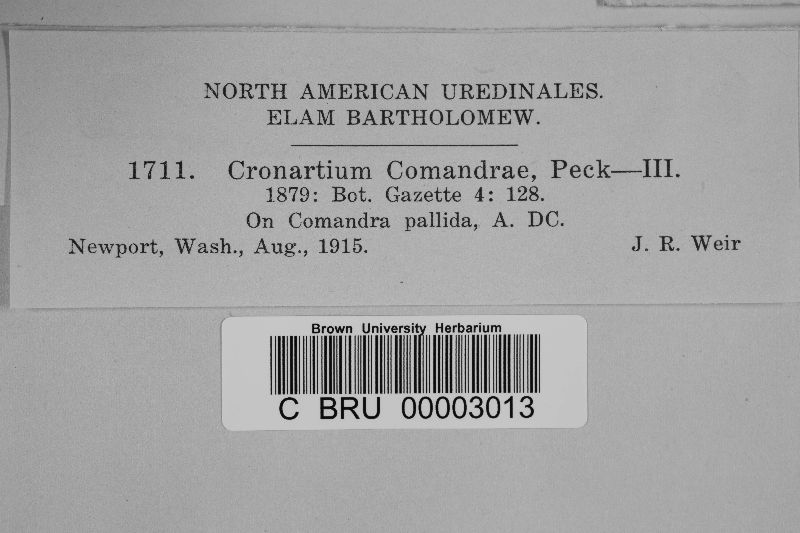 NORTH AMERICAN UREDINALES.
ELAM BARTHOLOMEW.
1711. Cronartium Comandrae, Peck—III.
1879: Bot. Gazette 4: 128.
On Comandra pallida, A. DC.
Newport, Wash., Aug., 1915. J. R. Weir
Brown University Herbarium
C BRU 00003013